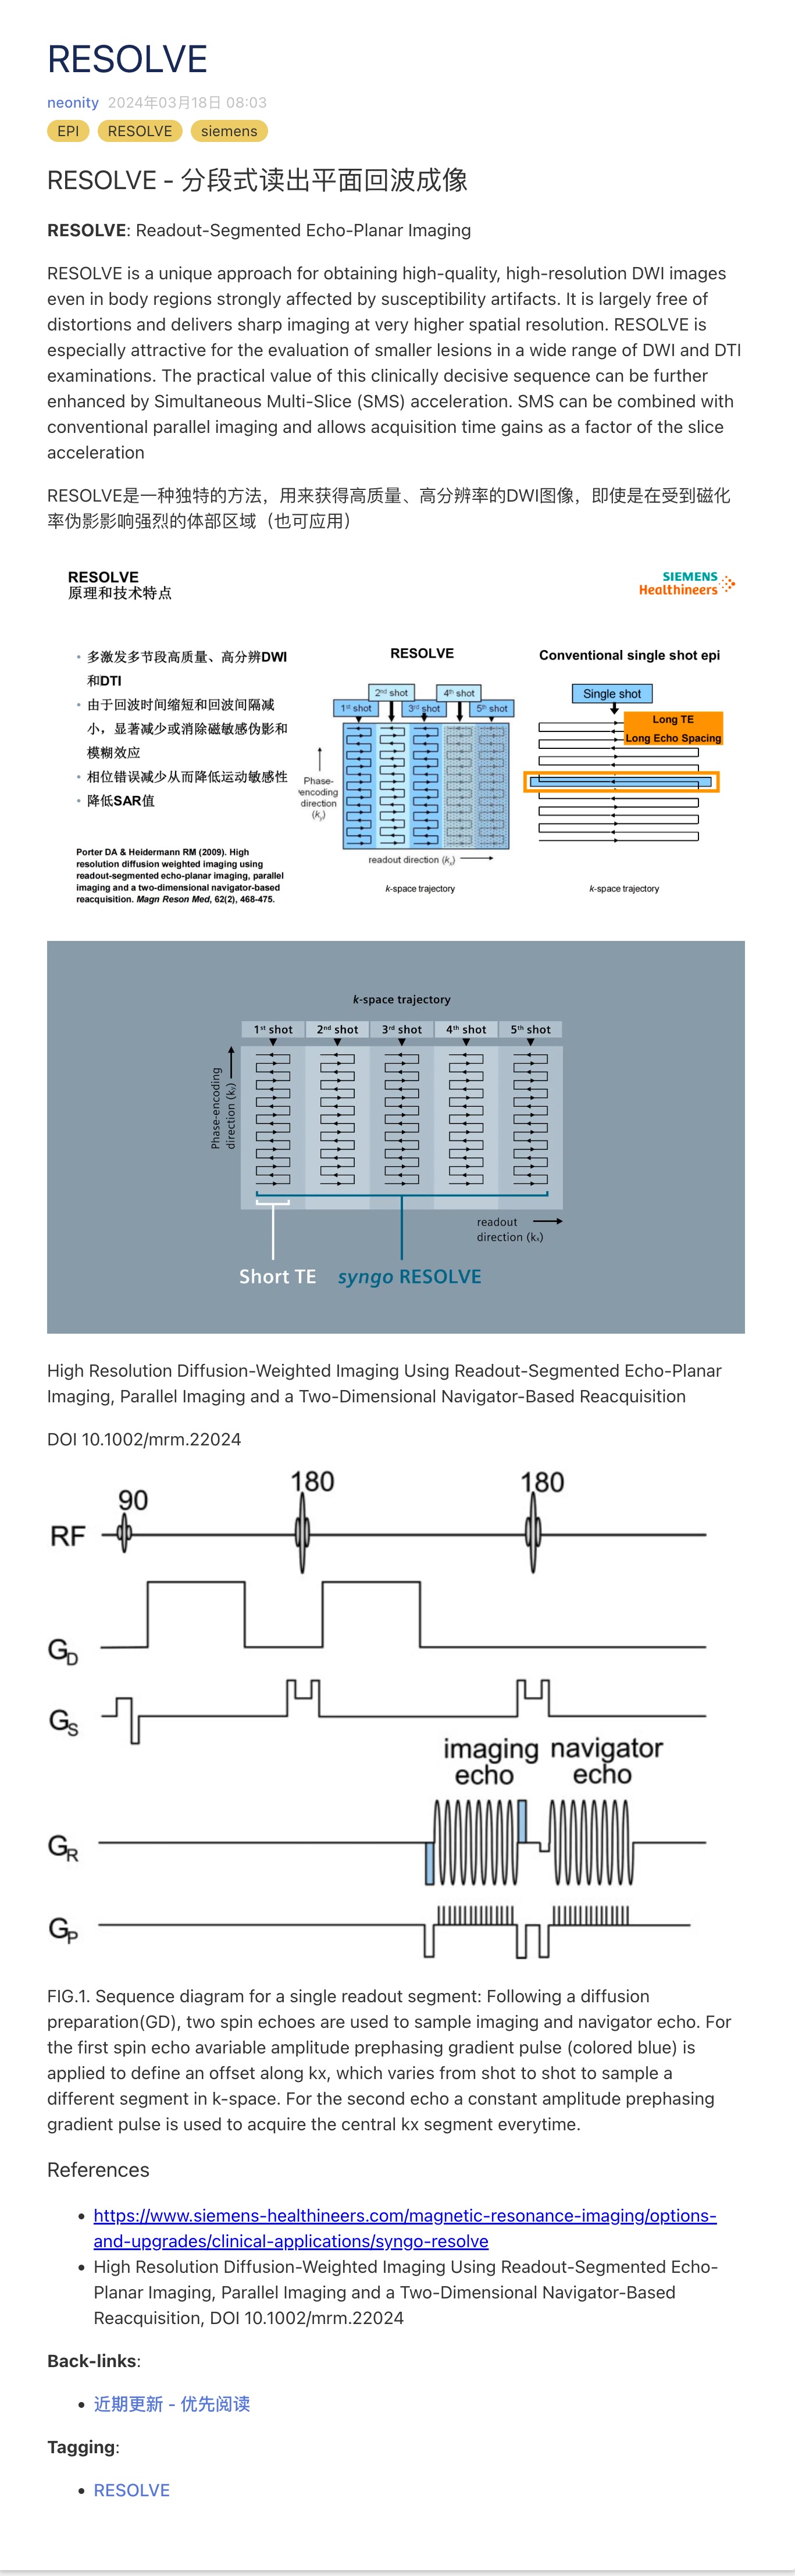 RESOLVE
neonity 2024年03月18日 08:03
EPI RESOLVE siemens
RESOLVE - 分段式读出平面回波成像
RESOLVE: Readout-Segmented Echo-Planar Imaging
RESOLVE is a unique approach for obtaining high-quality, high-resolution DWI images
even in body regions strongly affected by susceptibility artifacts. It is largely free of
distortions and delivers sharp imaging at very higher spatial resolution. RESOLVE is
especially attractive for the evaluation of smaller lesions in a wide range of DWI and DTI
examinations. The practical value of this clinically decisive sequence can be further
enhanced by Simultaneous Multi-Slice (SMS) acceleration. SMS can be combined with
conventional parallel imaging and allows acquisition time gains as a factor of the slice
acceleration
RESOLVE是一种独特的方法，用来获得高质量、高分辨率的DWI图像，即使是在受到磁化
率伪影影响强烈的体部区域（也可应用）
RESOLVE
原理和技术特点
SIEMENS
Healthineers
• 多激发多节段高质量、高分辨DWI
和DTI
• 由于回波时间缩短和回波间隔减
小，显著减少或消除磁敏感伪影和
模糊效应
• 相位错误减少从而降低运动敏感性
• 降低SAR值
Porter DA & Heidermann RM (2009). High
resolution diffusion weighted imaging using
readout-segmented echo-planar imaging, parallel
imaging and a two-dimensional navigator-based
reacquisition. Magn Reson Med, 62(2), 468-475.
RESOLVE
2nd shot 4th shot
1st shot 3rd shot 5th shot
Phase-
encoding
direction
(ky)
readout direction (kx)
k-space trajectory
Conventional single shot epi
Single shot
Long TE
Long Echo Spacing
k-space trajectory
k-space trajectory
1st shot 2nd shot 3rd shot 4th shot 5th shot
Phase-encoding
direction (ky)
readout
direction (kx)
Short TE syngo RESOLVE
High Resolution Diffusion-Weighted Imaging Using Readout-Segmented Echo-Planar
Imaging, Parallel Imaging and a Two-Dimensional Navigator-Based Reacquisition
DOI 10.1002/mrm.22024
90 180 180
RF
GD
GS
imaging navigator
echo echo
GR
GP
FIG.1. Sequence diagram for a single readout segment: Following a diffusion
preparation(GD), two spin echoes are used to sample imaging and navigator echo. For
the first spin echo avariable amplitude prephasing gradient pulse (colored blue) is
applied to define an offset along kx, which varies from shot to shot to sample a
different segment in k-space. For the second echo a constant amplitude prephasing
gradient pulse is used to acquire the central kx segment everytime.
References
• https://www.siemens-healthineers.com/magnetic-resonance-imaging/options-
and-upgrades/clinical-applications/syngo-resolve
• High Resolution Diffusion-Weighted Imaging Using Readout-Segmented Echo-
Planar Imaging, Parallel Imaging and a Two-Dimensional Navigator-Based
Reacquisition, DOI 10.1002/mrm.22024
Back-links:
• 近期更新 - 优先阅读
Tagging:
• RESOLVE